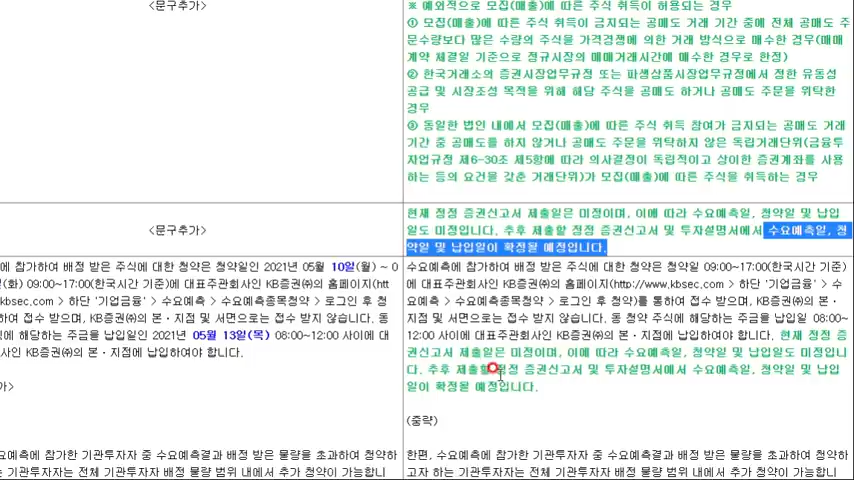 <문구추가>
※ 예외적으로 모집(매출)에 따른 주식 취득이 허용되는 경우
① 모집(매출)에 따른 주식 취득이 금지되는 공매도 거래 기간 중에 전체 공매도 주
문수량보다 많은 수량의 주식을 가격경쟁에 의한 거래 방식으로 매수한 경우(매매
계약 체결일 기준으로 정규시장의 매매거래시간에 매수한 경우로 한정)
② 한국거래소의 증권시장업무규정 또는 파생상품시장업무규정에서 정한 유동성
공급 및 시장조성 목적을 위해 해당 주식을 공매도 하거나 공매도 주문을 위탁한
경우
③ 동일한 법인 내에서 모집(매출)에 따른 주식 취득 참여가 금지되는 공매도 거래
기간 중 공매도를 하지 않거나 공매도 주문을 위탁하지 않은 독립거래단위(금융투
자업규정 제6-30조 제5항에 따라 의사결정이 독립적이고 상이한 증권계좌를 사용
하는 등의 요건을 갖춘 거래단위)가 모집(매출)에 따른 주식을 취득하는 경우
<문구추가>
현재 정정 증권신고서 제출일은 미정이며, 이에 따라 수요예측일, 청약일 및 납입
일도 미정입니다. 추후 제출할 정정 증권신고서 및 투자설명서에서 수요예측일, 청
약일 및 납입일이 확정될 예정입니다.
에 참가하여 배정 받은 주식에 대한 청약은 청약일인 2021년 05월 10일(월) ~ 0
일(화) 09:00~17:00(한국시간 기준)에 대표주관회사인 KB증권㈜의 홈페이지(htt
kbsec.com > 하단 '기업금융' > 수요예측 > 수요예측종목청약 > 로그인 후 청
하여 접수 받으며, KB증권㈜의 본ㆍ지점 및 서면으로는 접수 받지 않습니다. 동
식에 해당하는 주금을 납입일인 2021년 05월 13일(목) 08:00~12:00 사이에 대
사인 KB증권㈜의 본ㆍ지점에 납입하여야 합니다.
가>
요예측에 참가한 기관투자자 중 수요예측결과 배정 받은 물량을 초과하여 청약하
는 기관투자자는 전체 기관투자자 배정 물량 범위 내에서 추가 청약이 가능합니
수요예측에 참가하여 배정 받은 주식에 대한 청약은 청약일 09:00~17:00(한국시간 기준)
에 대표주관회사인 KB증권㈜의 홈페이지(http://www.kbsec.com > 하단 '기업금융' > 수
요예측 > 수요예측종목청약 > 로그인 후 청약)를 통하여 접수 받으며, KB증권㈜의 본ㆍ
지점 및 서면으로는 접수 받지 않습니다. 동 청약 주식에 해당하는 주금을 납입일 08:00~
12:00 사이에 대표주관회사인 KB증권㈜의 본ㆍ지점에 납입하여야 합니다. 현재 정정 증
권신고서 제출일은 미정이며, 이에 따라 수요예측일, 청약일 및 납입일도 미정입니
다. 추후 제출할 정정 증권신고서 및 투자설명서에서 수요예측일, 청약일 및 납입
일이 확정될 예정입니다.
(중략)
한편, 수요예측에 참가한 기관투자자 중 수요예측결과 배정 받은 물량을 초과하여 청약하
고자 하는 기관투자자는 전체 기관투자자 배정 물량 범위 내에서 추가 청약이 가능합니